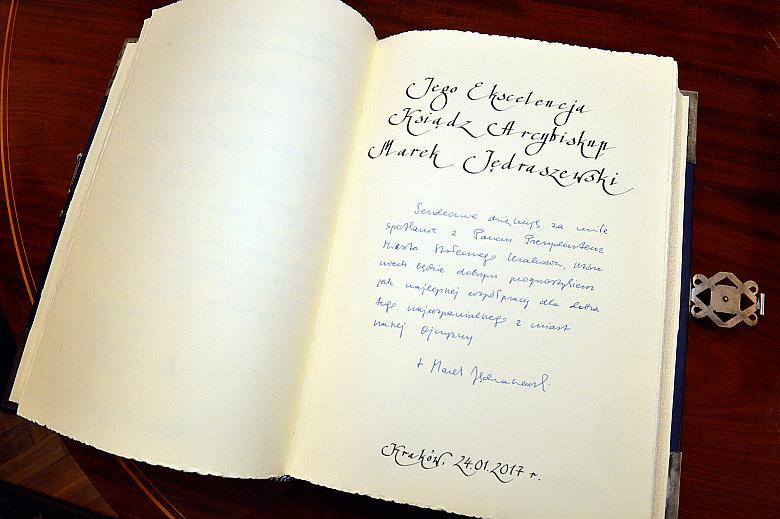 Jego Ekscelencja
Ksiądz Arcybiskup
Marek Jędraszewski
Serdecznie dziękuję za miłe
spotkanie z Panem Prezydentem
Miasta Stołecznego Krakowa, które
niech będzie dobrym prognostykiem
jak najlepszej współpracy dla dobra
tego najwspanialszego z miast
naszej Ojczyzny
+ Marek Jędraszewski
Kraków, 24.01.2017 r.